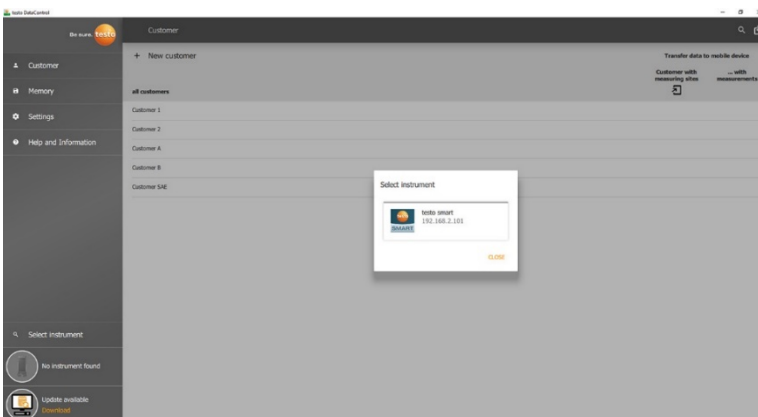 testo DataControl
Be sure. testo
Customer
Customer
Memory
Settings
Help and Information
+ New customer
Transfer data to mobile device
Customer with
measuring sites
... with
measurements
all customers
Customer 1
Customer 2
Customer A
Customer B
Customer SAE
Select instrument
testo smart
192.168.2.101
SMART
CLOSE
Select instrument
No instrument found
Update available
Download